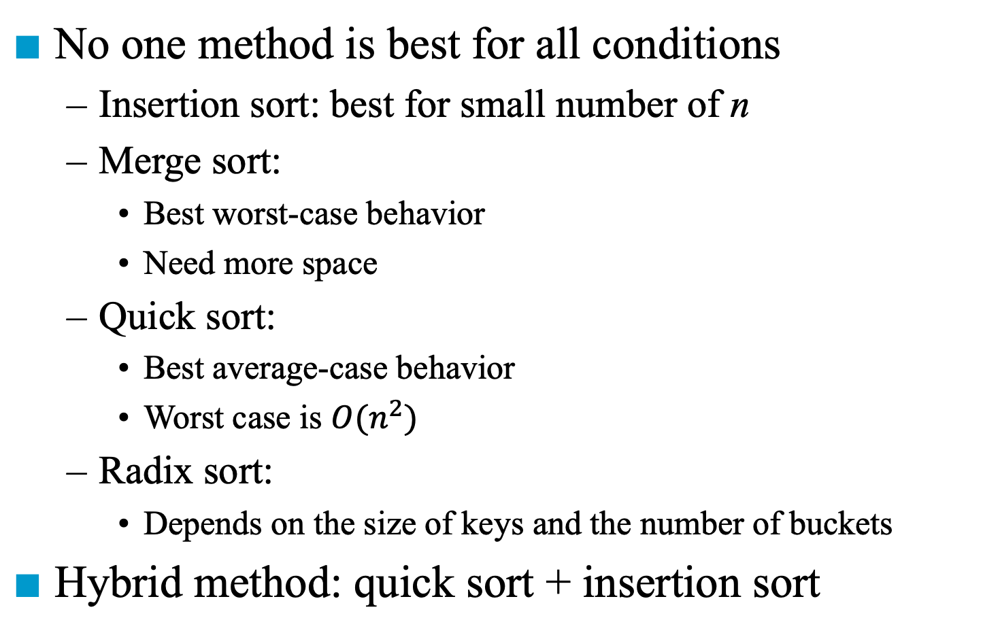 ■ No one method is best for all conditions
– Insertion sort: best for small number of n
– Merge sort:
• Best worst-case behavior
• Need more space
– Quick sort:
• Best average-case behavior
• Worst case is O(n²)
– Radix sort:
• Depends on the size of keys and the number of buckets
■ Hybrid method: quick sort + insertion sort